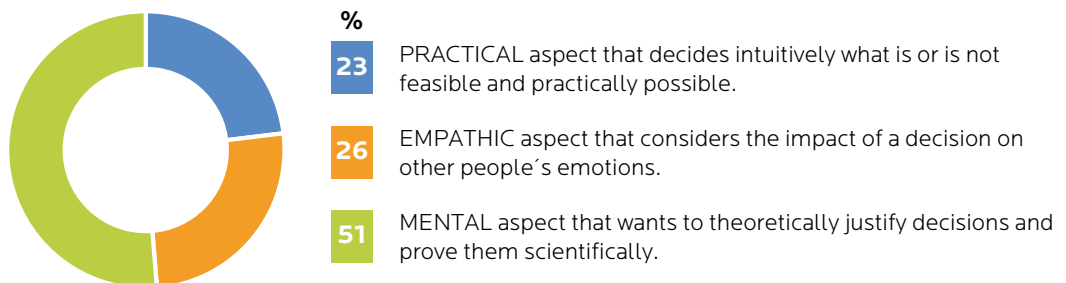 %
23
PRACTICAL aspect that decides intuitively what is or is not
feasible and practically possible.
26
EMPATHIC aspect that considers the impact of a decision on
other people´s emotions.
51
MENTAL aspect that wants to theoretically justify decisions and
prove them scientifically.